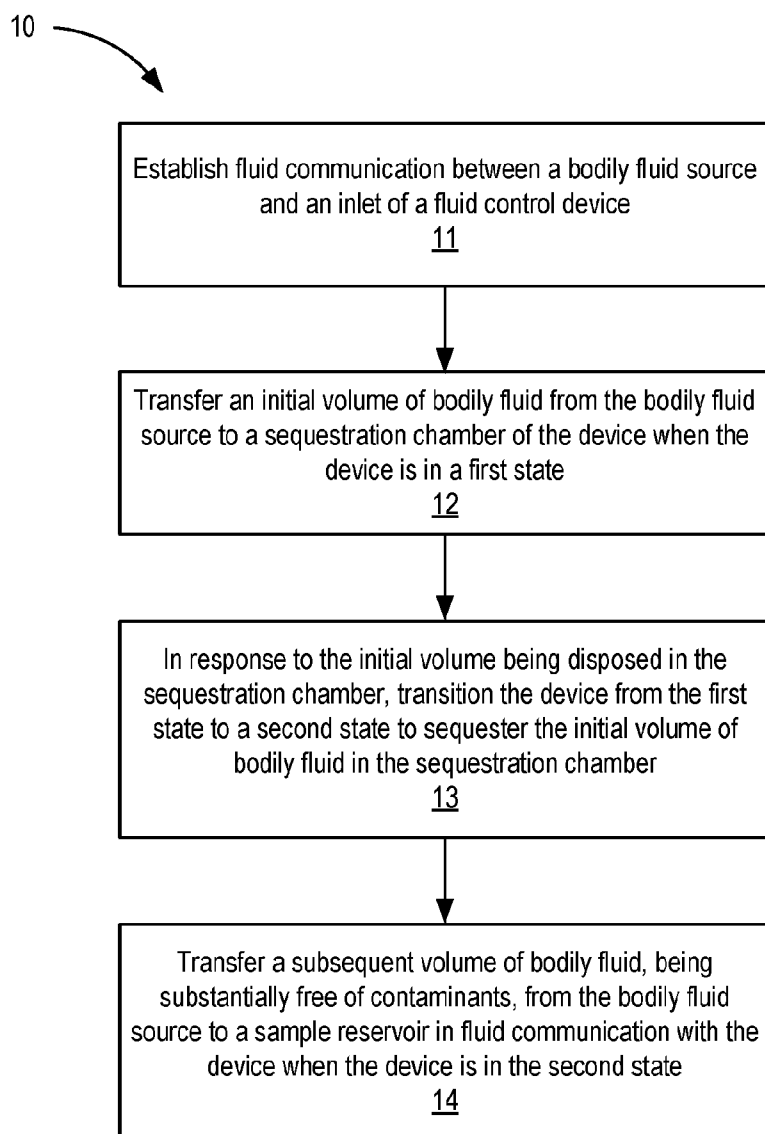 10
Establish fluid communication between a bodily fluid source
and an inlet of a fluid control device
11
Transfer an initial volume of bodily fluid from the bodily fluid
source to a sequestration chamber of the device when the
device is in a first state
12
In response to the initial volume being disposed in the
sequestration chamber, transition the device from the first
state to a second state to sequester the initial volume of
bodily fluid in the sequestration chamber
13
Transfer a subsequent volume of bodily fluid, being
substantially free of contaminants, from the bodily fluid
source to a sample reservoir in fluid communication with the
device when the device is in the second state
14